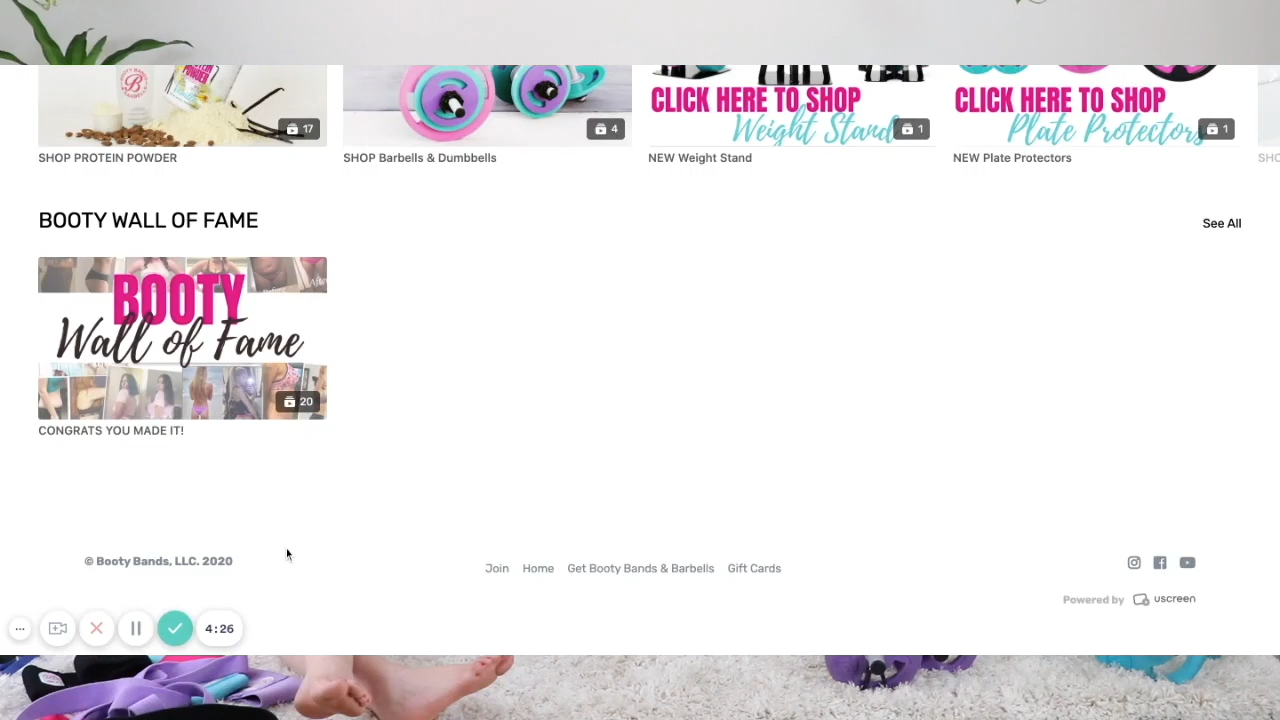 CLICK HERE TO SHOP
CLICK HERE TO SHOP
Weight Stand
Plate Protectors
17
4
1
1
SHOP PROTEIN POWDER
SHOP Barbells & Dumbbells
NEW Weight Stand
NEW Plate Protectors
BOOTY WALL OF FAME
See All
BOOTY
Wall of Fame
20
CONGRATS YOU MADE IT!
© Booty Bands, LLC. 2020
Join Home Get Booty Bands & Barbells Gift Cards
Powered by uscreen
4:26